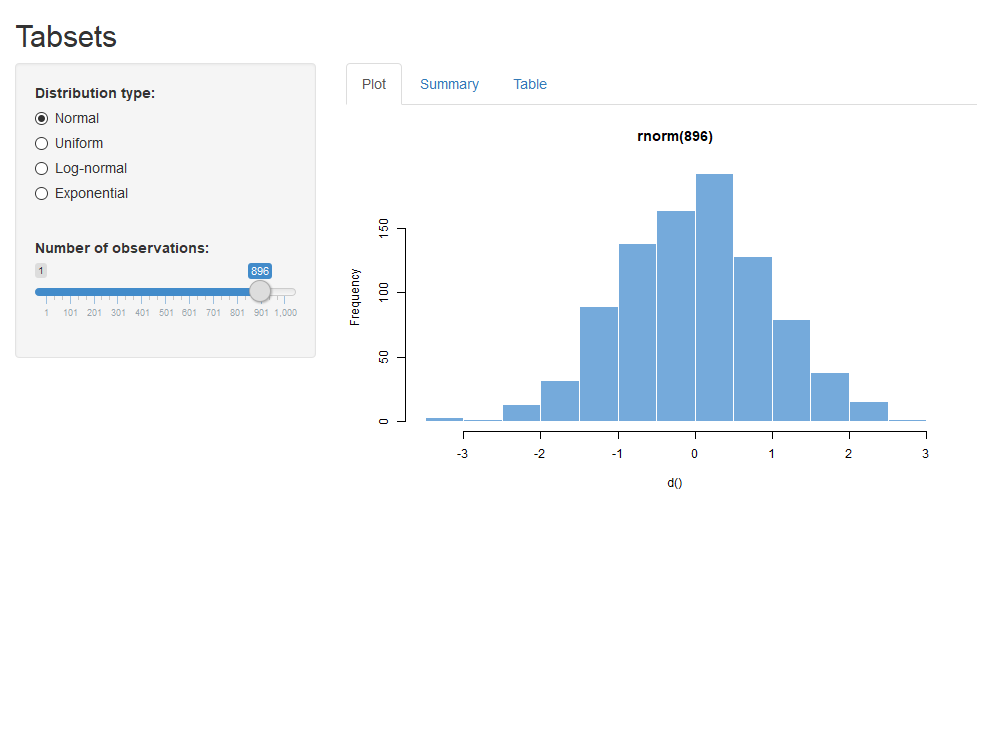 Tabsets
Distribution type:
Normal
Uniform
Log-normal
Exponential
Number of observations:
1 896
1 101 201 301 401 501 601 701 801 901 1,000
Plot Summary Table
rnorm(896)
Frequency
150
100
50
0
-3 -2 -1 0 1 2 3
d()